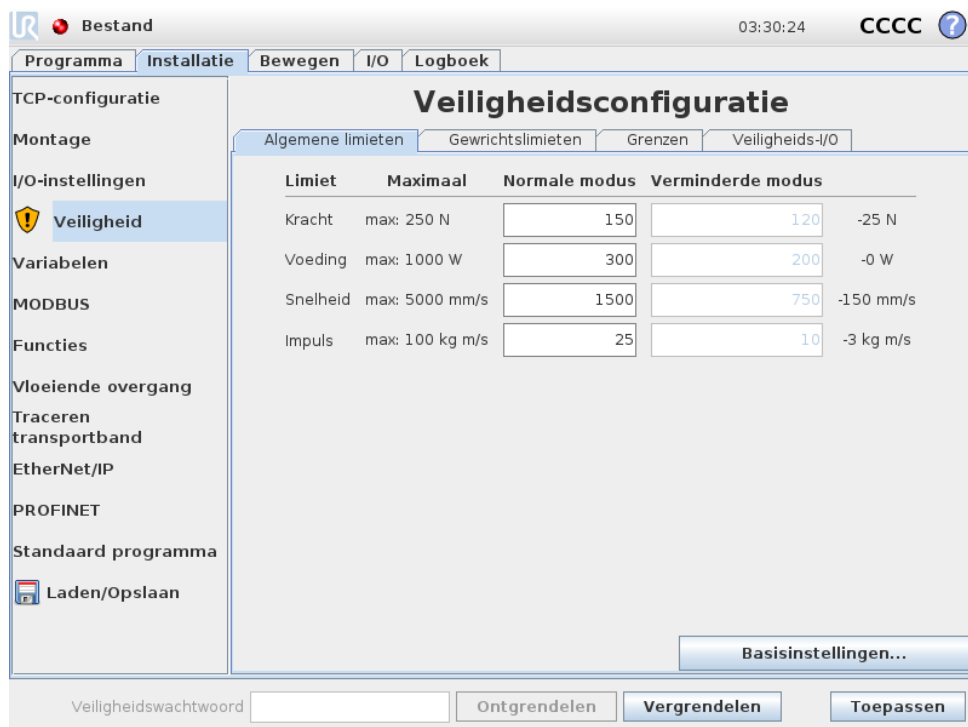 UR Bestand 03:30:24 CCCC ?
Programma Installatie Bewegen I/O Logboek
TCP-configuratie
Montage
I/O-instellingen
Veiligheid
Variabelen
MODBUS
Functies
Vloeiende overgang
Traceren
transportband
EtherNet/IP
PROFINET
Standaard programma
Laden/Opslaan
Veiligheidsconfiguratie
Algemene limieten Gewrichtslimieten Grenzen Veiligheids-I/O
Limiet Maximaal Normale modus Verminderde modus
Kracht max: 250 N 150 120 -25 N
Voeding max: 1000 W 300 200 -0 W
Snelheid max: 5000 mm/s 1500 750 -150 mm/s
Impuls max: 100 kg m/s 25 10 -3 kg m/s
Basisinstellingen...
Veiligheidswachtwoord Ontgrendelen Vergrendelen Toepassen